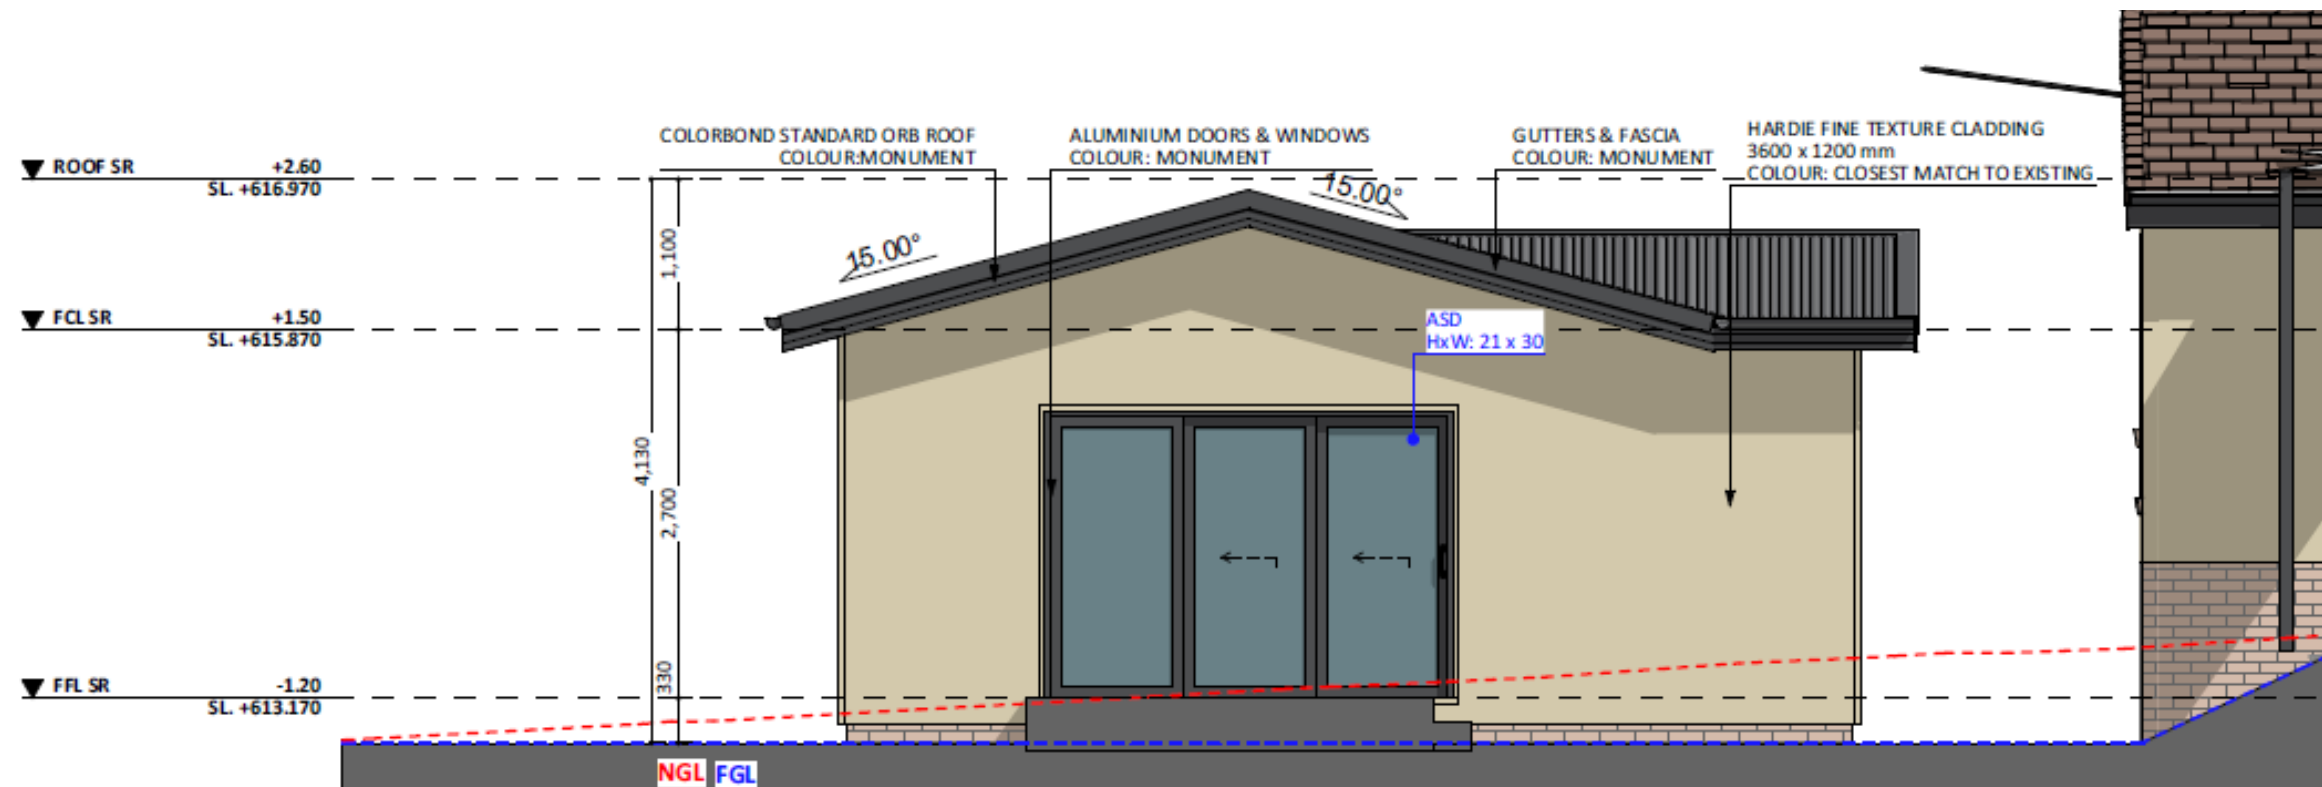 COLORBOND STANDARD ORB ROOF
COLOUR:MONUMENT
ALUMINIUM DOORS & WINDOWS
COLOUR: MONUMENT
GUTTERS & FASCIA
COLOUR: MONUMENT
HARDIE FINE TEXTURE CLADDING
3600 x 1200 mm
COLOUR: CLOSEST MATCH TO EXISTING
ROOF SR +2.60
SL. +616.970
15.00°
15.00°
1,100
FCL SR +1.50
SL. +615.870
ASD
HxW: 21 x 30
4,130
2,700
330
FFL SR -1.20
SL. +613.170
NGL FGL